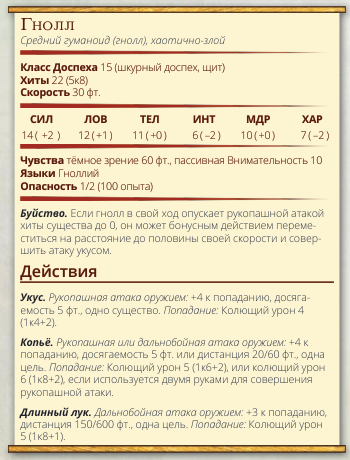 Гнолл
Средний гуманоид (гнолл), хаотично-злой
Класс Доспеха 15 (шкурный доспех, щит)
Хиты 22 (5к8)
Скорость 30 фт.
СИЛ ЛОВ ТЕЛ ИНТ МДР ХАР
14 ( +2 ) 12 (+1 ) 11 (+0 ) 6 ( −2 ) 10 (+0 ) 7 ( −2 )
Чувства тёмное зрение 60 фт., пассивная Внимательность 10
Языки Гноллий
Опасность 1/2 (100 опыта)
Буйство. Если гнолл в свой ход опускает рукопашной атакой
хиты существа до 0, он может бонусным действием переме-
ститься на расстояние до половины своей скорости и совер-
шить атаку укусом.
Действия
Укус. Рукопашная атака оружием: +4 к попаданию, досяга-
емость 5 фт., одно существо. Попадание: Колющий урон 4
(1к4+2).
Копьё. Рукопашная или дальнобойная атака оружием: +4 к
попаданию, досягаемость 5 фт. или дистанция 20/60 фт., одна
цель. Попадание: Колющий урон 5 (1к6+2), или колющий урон
6 (1к8+2), если используется двумя руками для совершения
рукопашной атаки.
Длинный лук. Дальнобойная атака оружием: +3 к попаданию,
дистанция 150/600 фт., одна цель. Попадание: Колющий урон
5 (1к8+1).